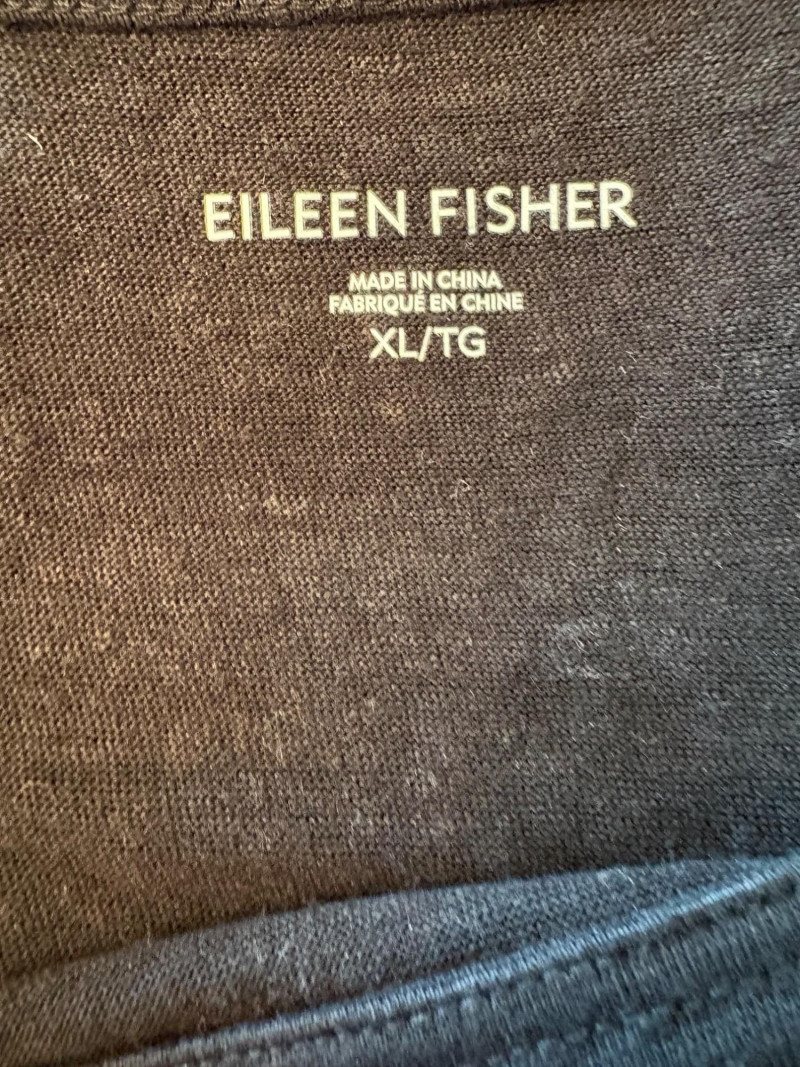 EILEEN FISHER
MADE IN CHINA
FABRIQUÉ EN CHINE
XL/TG